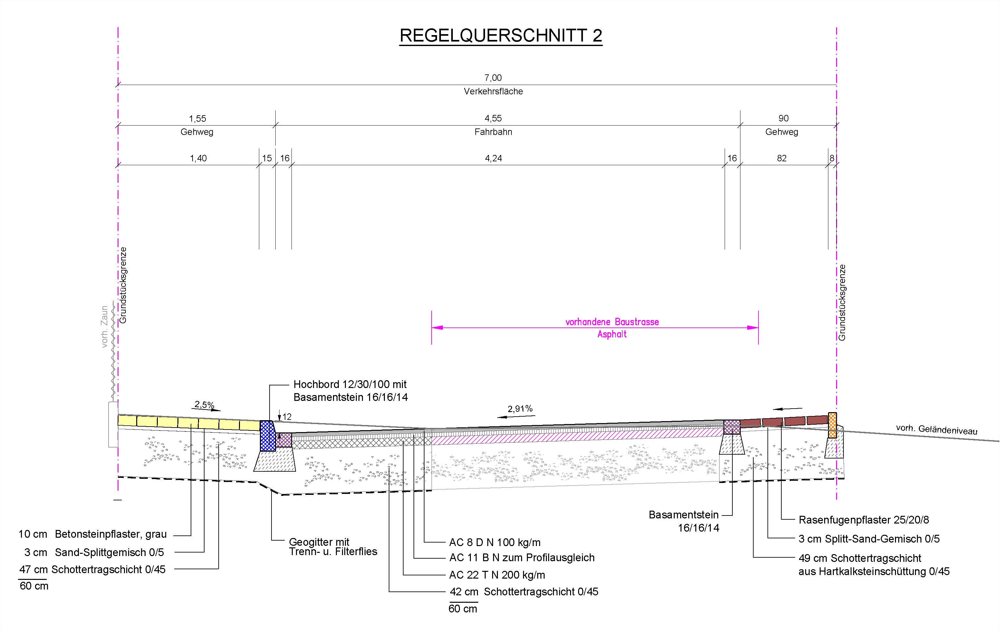 REGELQUERSCHNITT 2
7,00
Verkehrsfläche
1,55
Gehweg
4,55
Fahrbahn
90
Gehweg
1,40
15
16
4,24
16
82
8
Grundstücksgrenze
Grundstücksgrenze
vorh. Zaun
vorhandene Baustrasse
Asphalt
Hochbord 12/30/100 mit
Basamentstein 16/16/14
2,5%
12
2,91%
vorh. Geländeniveau
10 cm Betonsteinpflaster, grau
3 cm Sand-Splittgemisch 0/5
47 cm Schottertragschicht 0/45
60 cm
Geogitter mit
Trenn- u. Filterflies
AC 8 D N 100 kg/m
AC 11 B N zum Profilausgleich
AC 22 T N 200 kg/m
42 cm Schottertragschicht 0/45
60 cm
Basamentstein
16/16/14
Rasenfugenpflaster 25/20/8
3 cm Splitt-Sand-Gemisch 0/5
49 cm Schottertragschicht
aus Hartkalksteinschüttung 0/45